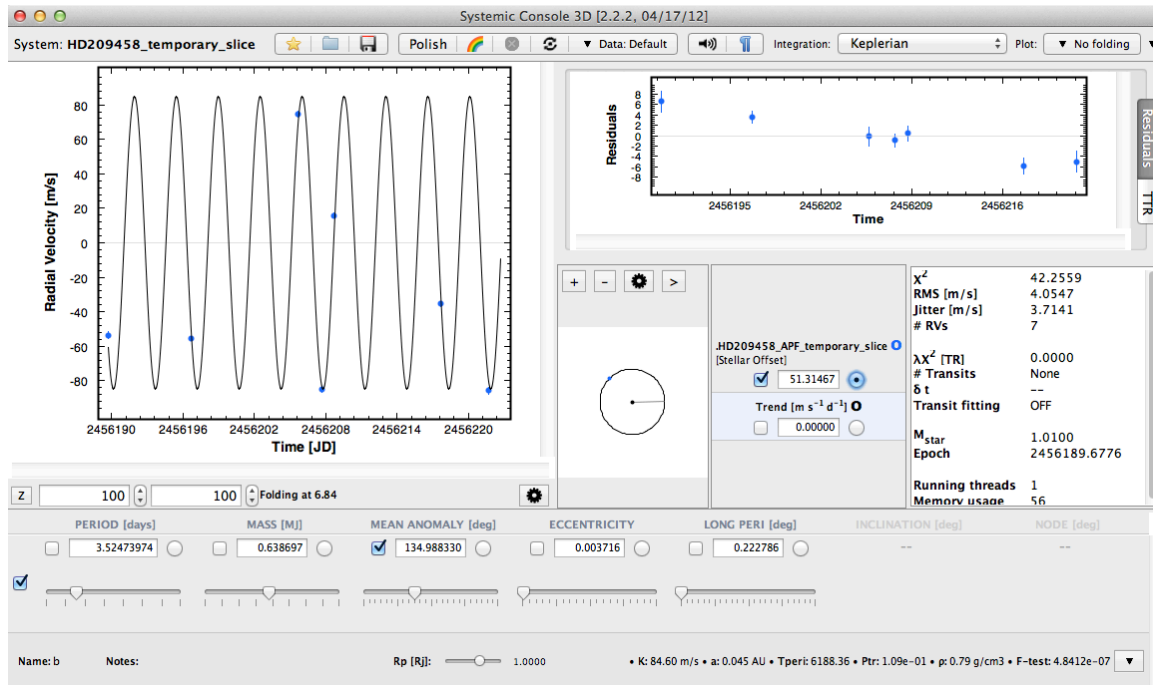 Systemic Console 3D [2.2.2, 04/17/12]
System: HD209458_temporary_slice Polish Data: Default Integration: Keplerian Plot: No folding
80
60
40
20
0
-20
-40
-60
-80
Radial Velocity [m/s]
2456190 2456196 2456202 2456208 2456214 2456220
Time [JD]
8
6
4
2
0
-2
-4
-6
-8
Residuals
2456195 2456202 2456209 2456216
Time
Residuals
TTR
+ - >
.HD209458_APF_temporary_slice O
[Stellar Offset]
51.31467
Trend [m s⁻¹ d⁻¹] O
0.00000
X² 42.2559
RMS [m/s] 4.0547
Jitter [m/s] 3.7141
# RVs 7
λX² [TR] 0.0000
# Transits None
δ t --
Transit fitting OFF
Mstar 1.0100
Epoch 2456189.6776
Running threads 1
Memory usage 56
Z 100 100 Folding at 6.84
PERIOD [days] MASS [MJ] MEAN ANOMALY [deg] ECCENTRICITY LONG PERI [deg] INCLINATION [deg] NODE [deg]
3.52473974 0.638697 134.988330 0.003716 0.222786 -- --
Name: b Notes: Rp [Rj]: 1.0000 • K: 84.60 m/s • a: 0.045 AU • Tperi: 6188.36 • Ptr: 1.09e-01 • ρ: 0.79 g/cm3 • F-test: 4.8412e-07